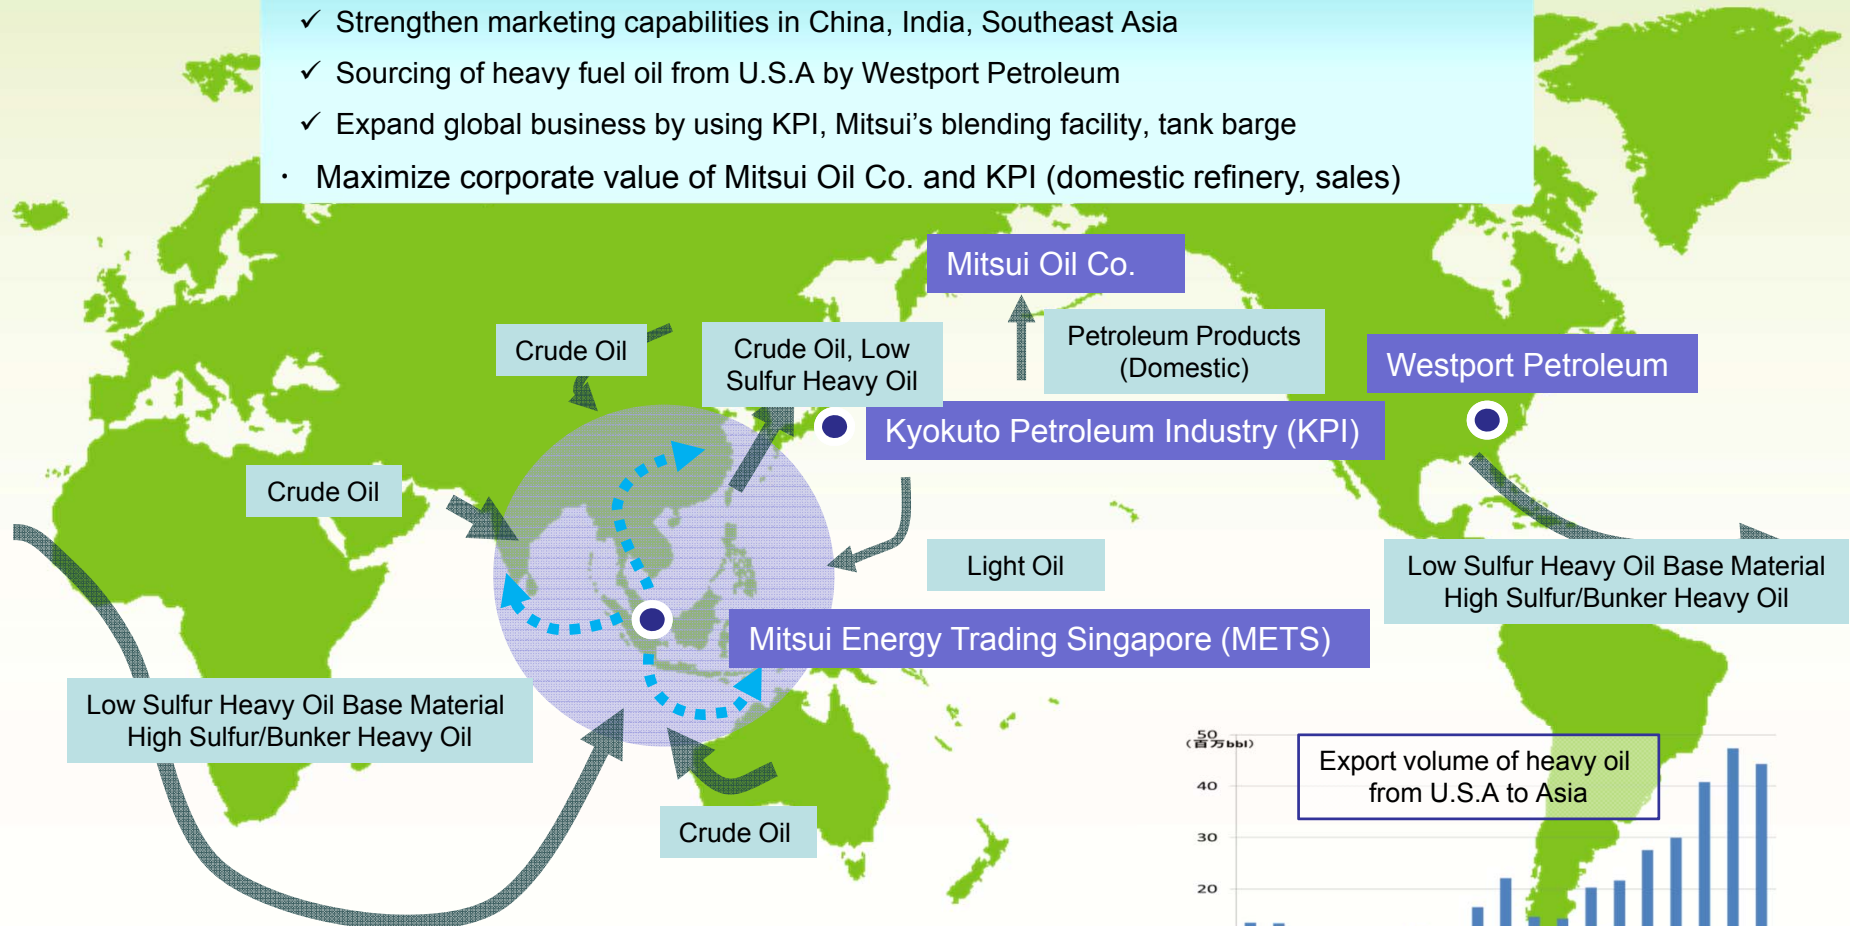 ✓ Strengthen marketing capabilities in China, India, Southeast Asia
✓ Sourcing of heavy fuel oil from U.S.A by Westport Petroleum
✓ Expand global business by using KPI, Mitsui's blending facility, tank barge
・ Maximize corporate value of Mitsui Oil Co. and KPI (domestic refinery, sales)
Mitsui Oil Co.
Crude Oil
Crude Oil, Low
Sulfur Heavy Oil
Petroleum Products
(Domestic)
Westport Petroleum
Kyokuto Petroleum Industry (KPI)
Crude Oil
Light Oil
Low Sulfur Heavy Oil Base Material
High Sulfur/Bunker Heavy Oil
Mitsui Energy Trading Singapore (METS)
Low Sulfur Heavy Oil Base Material
High Sulfur/Bunker Heavy Oil
Crude Oil
50
(百万bbl)
Export volume of heavy oil
from U.S.A to Asia
40
30
20